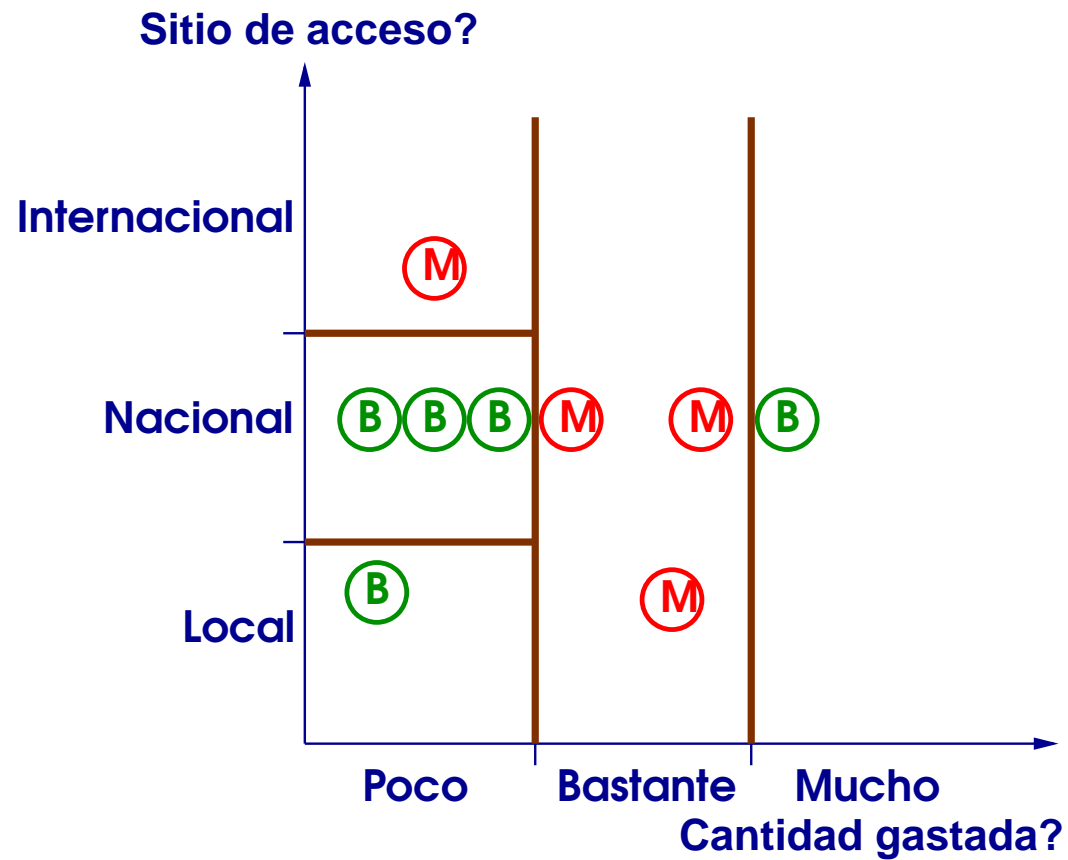 Sitio de acceso?
Internacional
M
Nacional
B B B M M B
B
M
Local
Poco Bastante Mucho
Cantidad gastada?